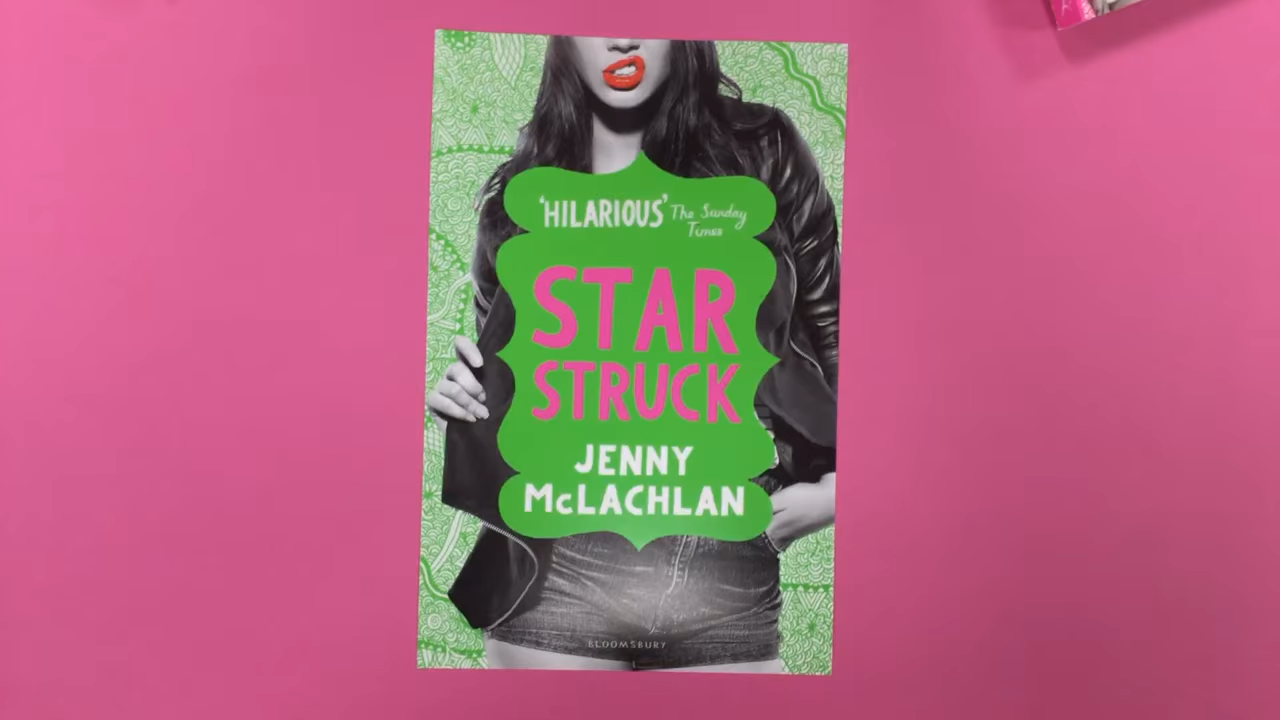 'HILARIOUS' The Sunday
Times
STAR
STRUCK
JENNY
McLACHLAN
BLOOMSBURY